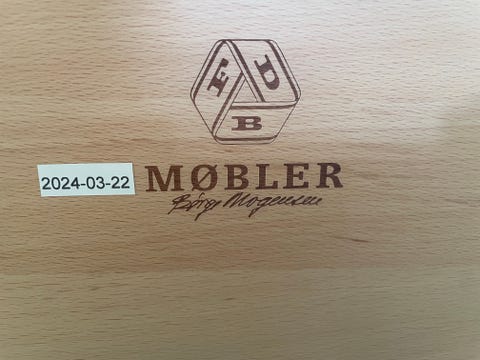 F D B
2024-03-22 MØBLER
Børge Mogensen